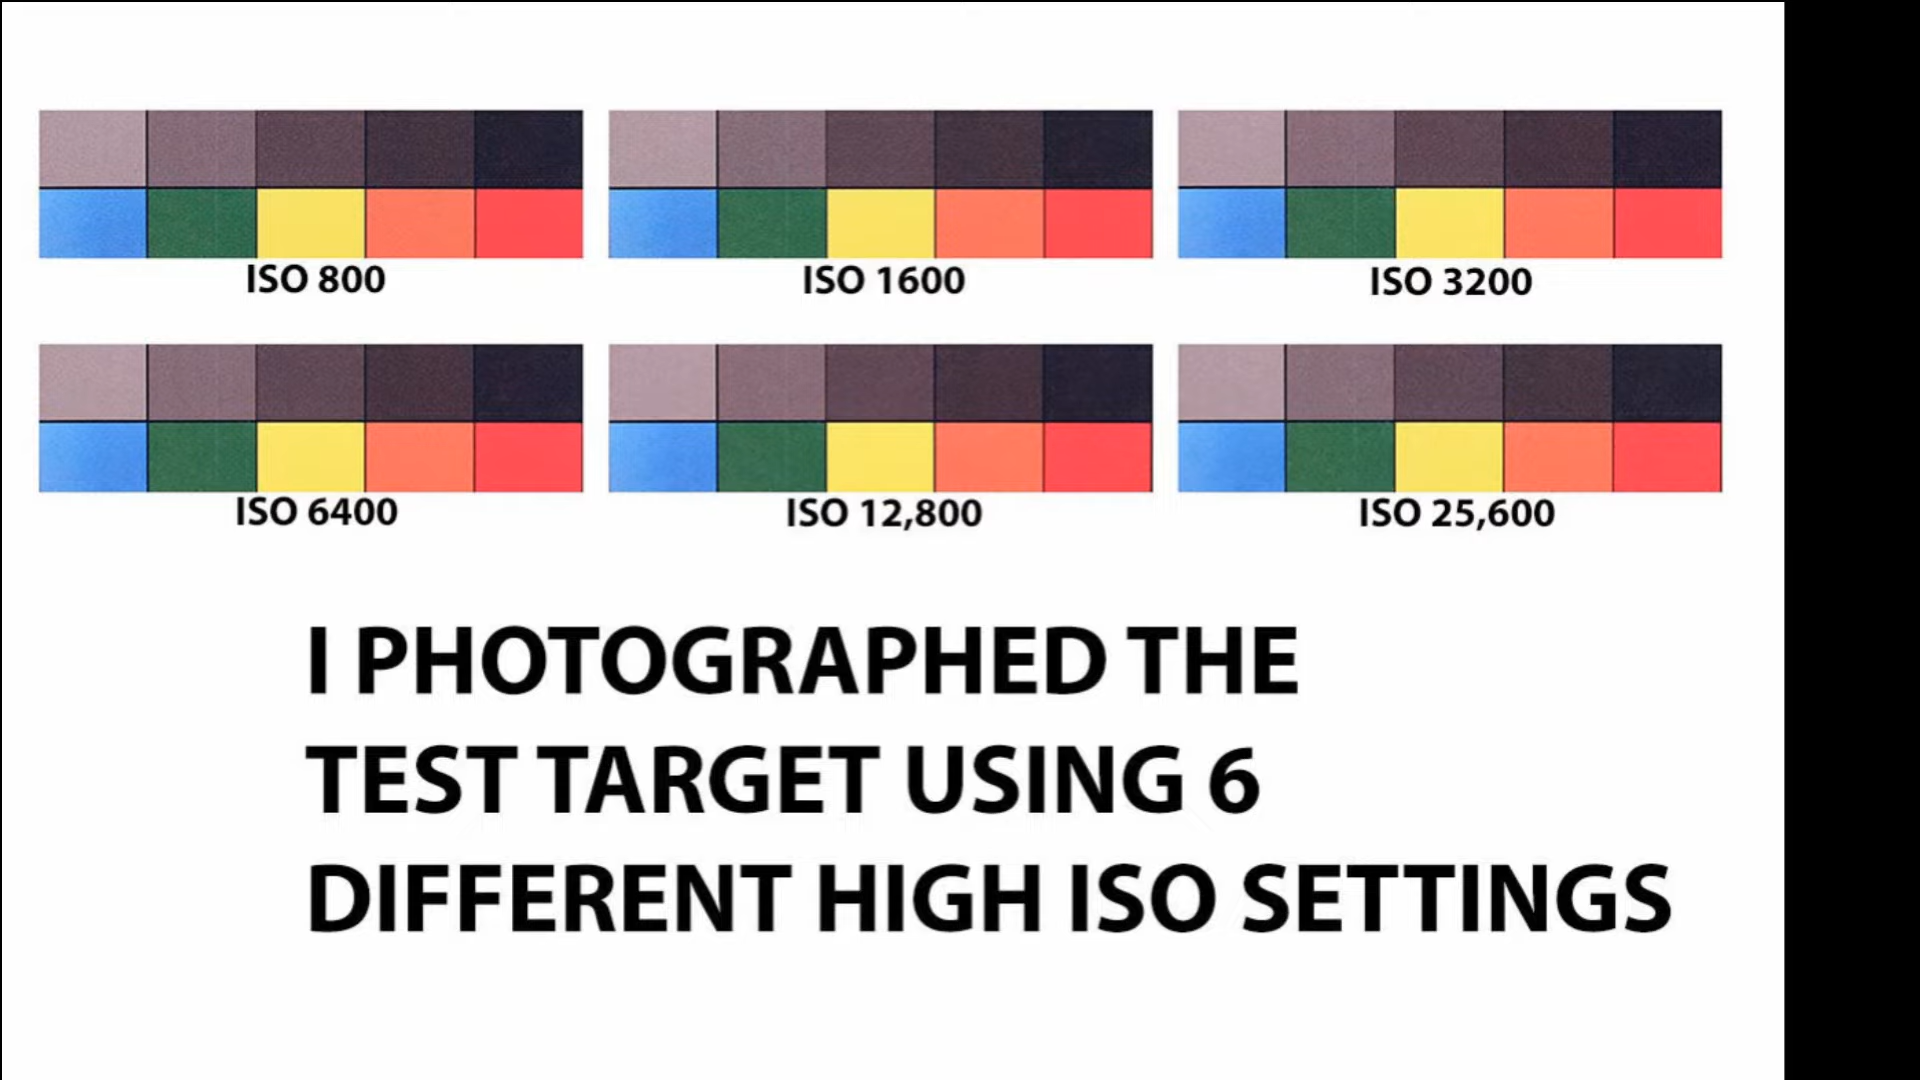 ISO 800
ISO 1600
ISO 3200
ISO 6400
ISO 12,800
ISO 25,600
I PHOTOGRAPHED THE
TEST TARGET USING 6
DIFFERENT HIGH ISO SETTINGS